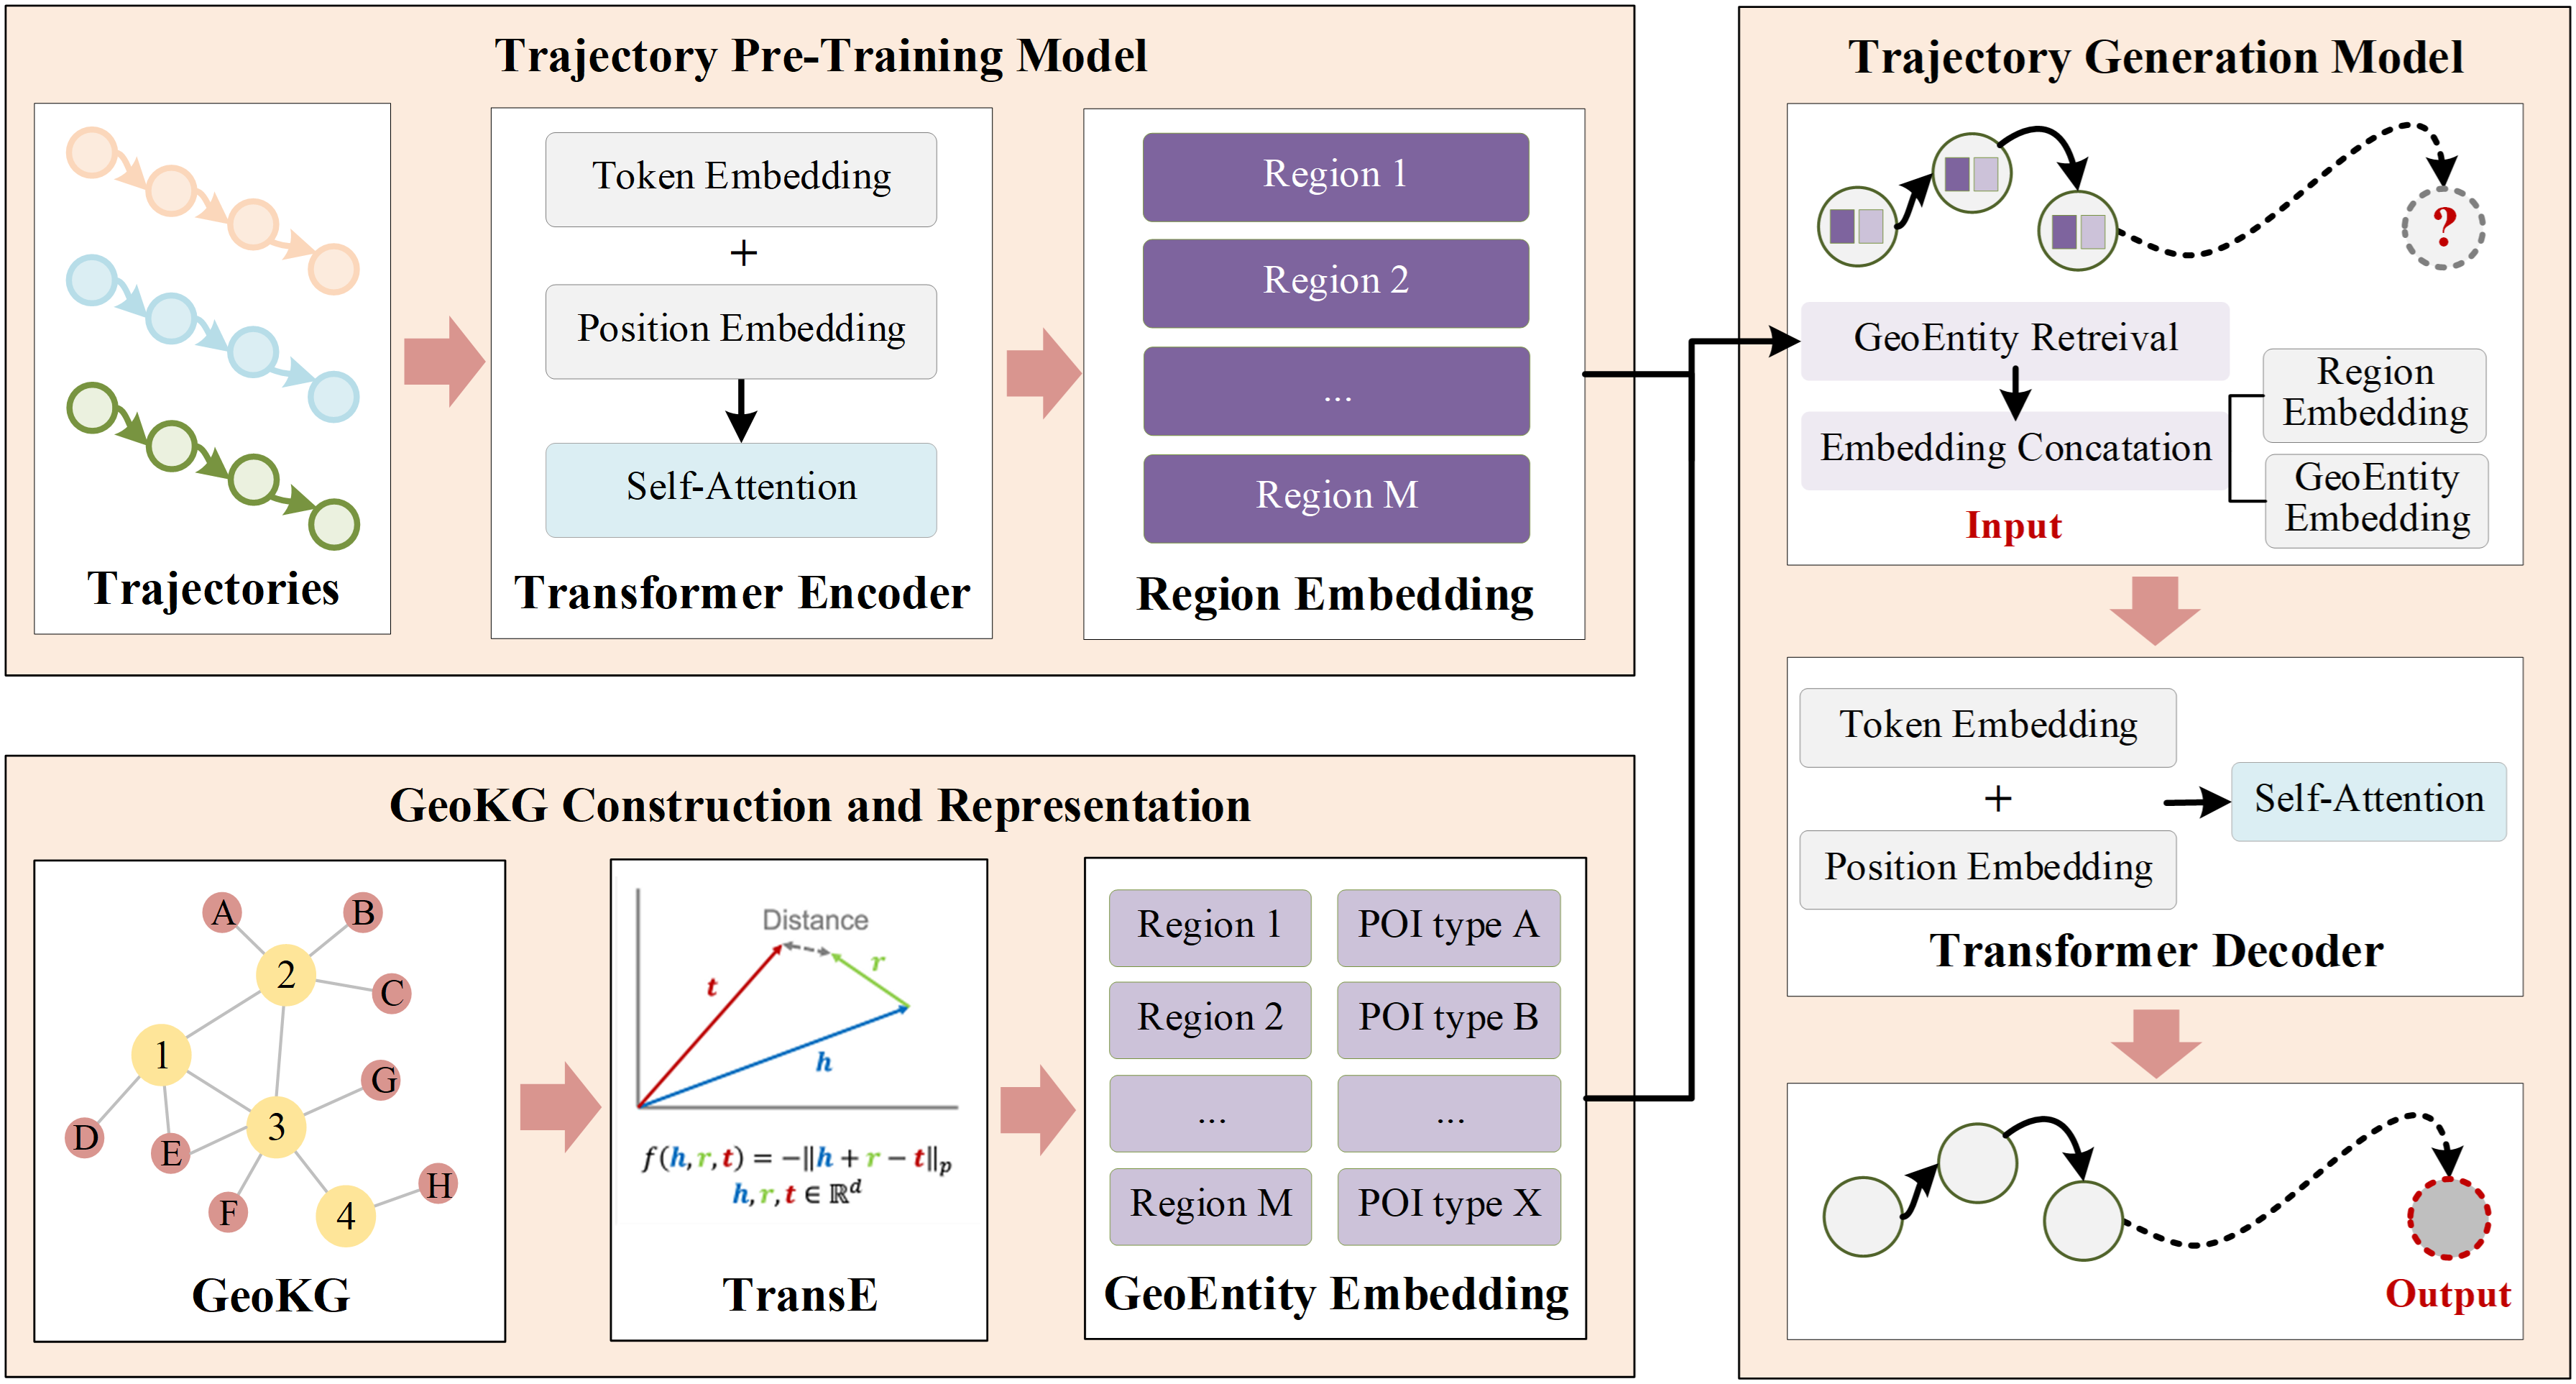 Trajectory Pre-Training Model
Trajectories
Token Embedding
+
Position Embedding
Self-Attention
Transformer Encoder
Region 1
Region 2
...
Region M
Region Embedding
GeoKG Construction and Representation
A
B
2
C
1
G
3
D
E
H
F
4
GeoKG
Distance
t
r
h
f(h,r,t) = −‖h + r − t‖ₚ
h,r,t ∈ ℝᵈ
TransE
Region 1
POI type A
Region 2
POI type B
...
...
Region M
POI type X
GeoEntity Embedding
Trajectory Generation Model
?
GeoEntity Retreival
Embedding Concatation
Region
Embedding
GeoEntity
Embedding
Input
Token Embedding
+
Position Embedding
Self-Attention
Transformer Decoder
Output